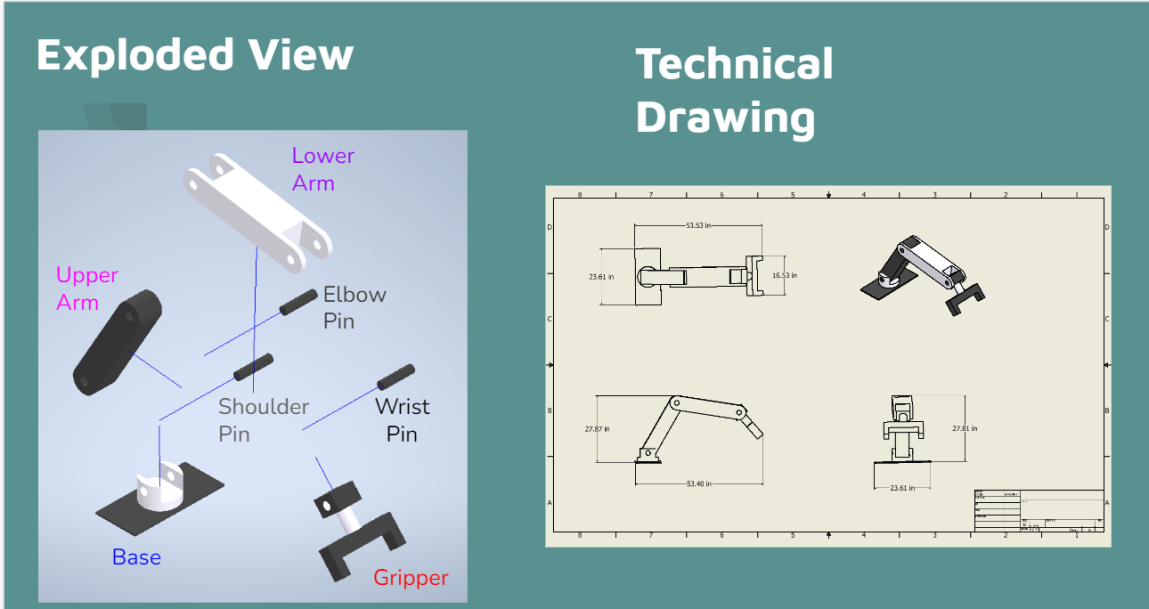 Exploded View
Technical
Drawing
Lower
Arm
Upper
Arm
Elbow
Pin
Shoulder
Pin
Wrist
Pin
Base
Gripper
8 7 6 5 4 3 2 1
D
D
53.53 in
23.61 in
16.53 in
C
C
B
B
27.87 in
27.81 in
53.40 in
23.61 in
A
A
8 7 6 5 4 3 2 1